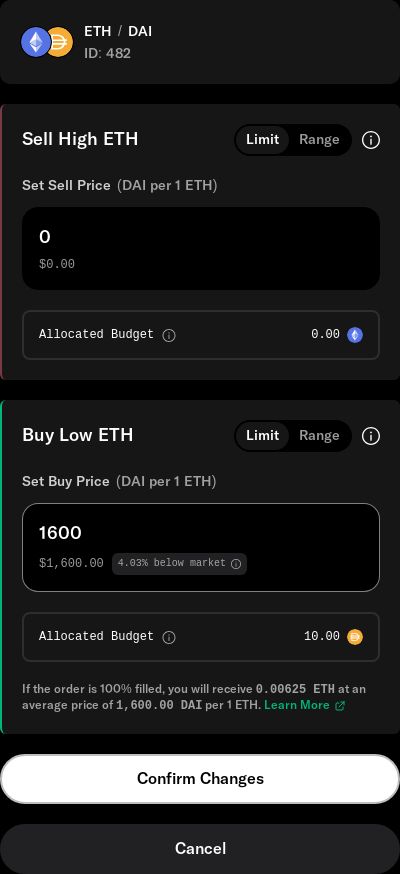 ETH / DAI
ID: 482
Sell High ETH
Limit Range
Set Sell Price (DAI per 1 ETH)
0
$0.00
Allocated Budget 0.00
Buy Low ETH
Limit Range
Set Buy Price (DAI per 1 ETH)
1600
$1,600.00 4.03% below market
Allocated Budget 10.00
If the order is 100% filled, you will receive 0.00625 ETH at an
average price of 1,600.00 DAI per 1 ETH. Learn More
Confirm Changes
Cancel